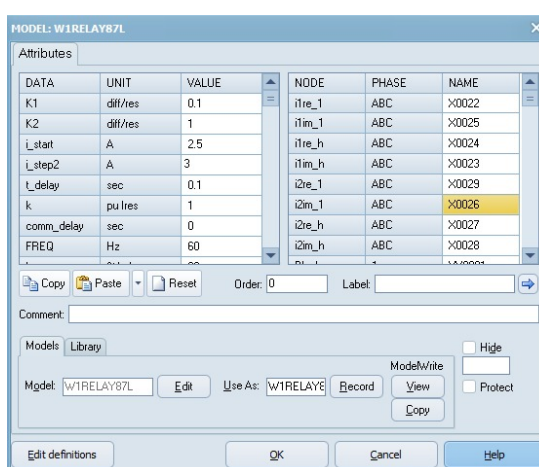 MODEL: W1RELAY87L
Attributes
DATA UNIT VALUE NODE PHASE NAME
K1 diff/res 0.1 i1re_1 ABC X0022
K2 diff/res 1 i1im_1 ABC X0025
i_start A 2.5 i1re_h ABC X0024
i_step2 A 3 i1im_h ABC X0023
t_delay sec 0.1 i2re_1 ABC X0029
k pu Ires 1 i2im_1 ABC X0026
comm_delay sec 0 i2re_h ABC X0027
FREQ Hz 60 i2im_h ABC X0028
Copy Paste Reset Order: 0 Label:
Comment:
Models Library Hide
ModelWrite
Model: W1RELAY87L Edit Use As: W1RELAY8 Record View Protect
Copy
Edit definitions OK Cancel Help